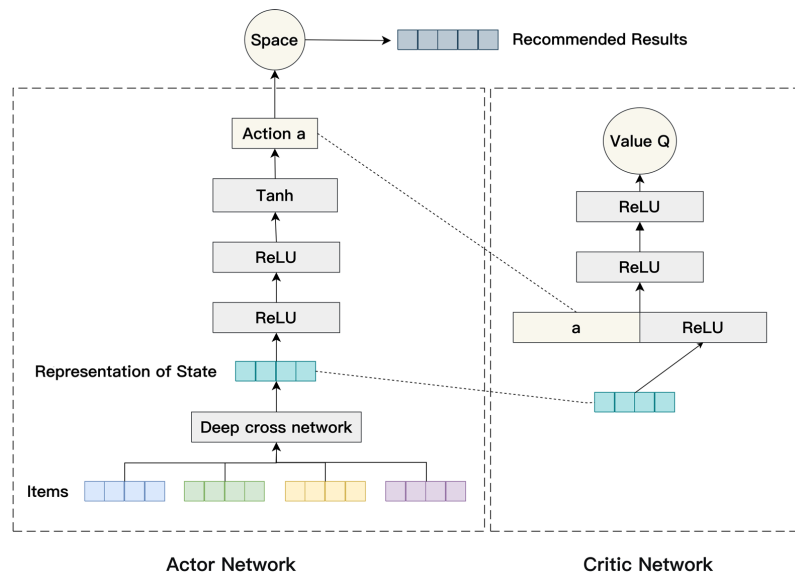 Space
Recommended Results
Action a
Tanh
ReLU
ReLU
Representation of State
Deep cross network
Items
Actor Network
Value Q
ReLU
ReLU
a
ReLU
Critic Network